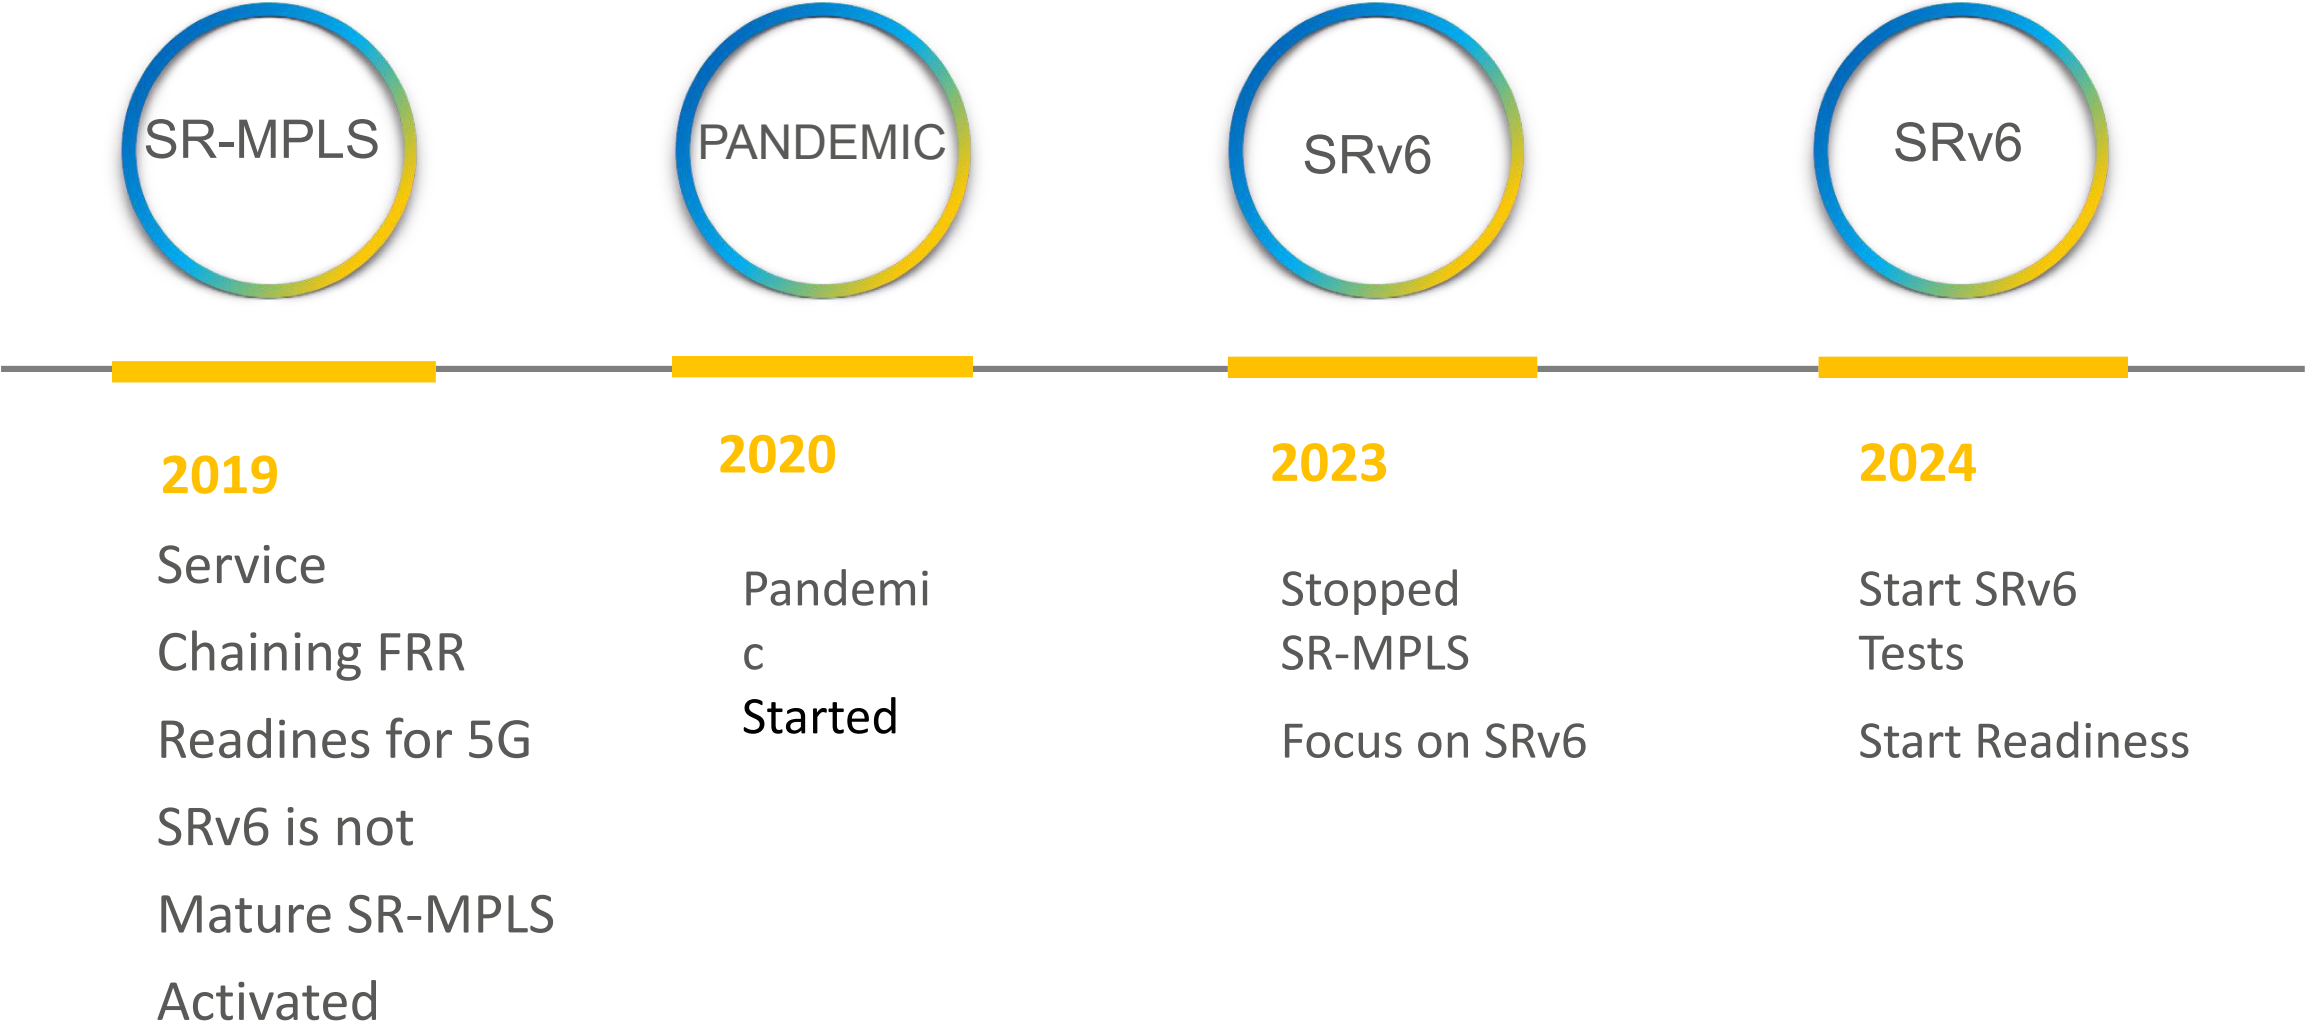 SR-MPLS
PANDEMIC
SRv6
SRv6
2019
Service
Chaining FRR
Readines for 5G
SRv6 is not
Mature SR-MPLS
Activated
2020
Pandemi
c
Started
2023
Stopped
SR-MPLS
Focus on SRv6
2024
Start SRv6
Tests
Start Readiness